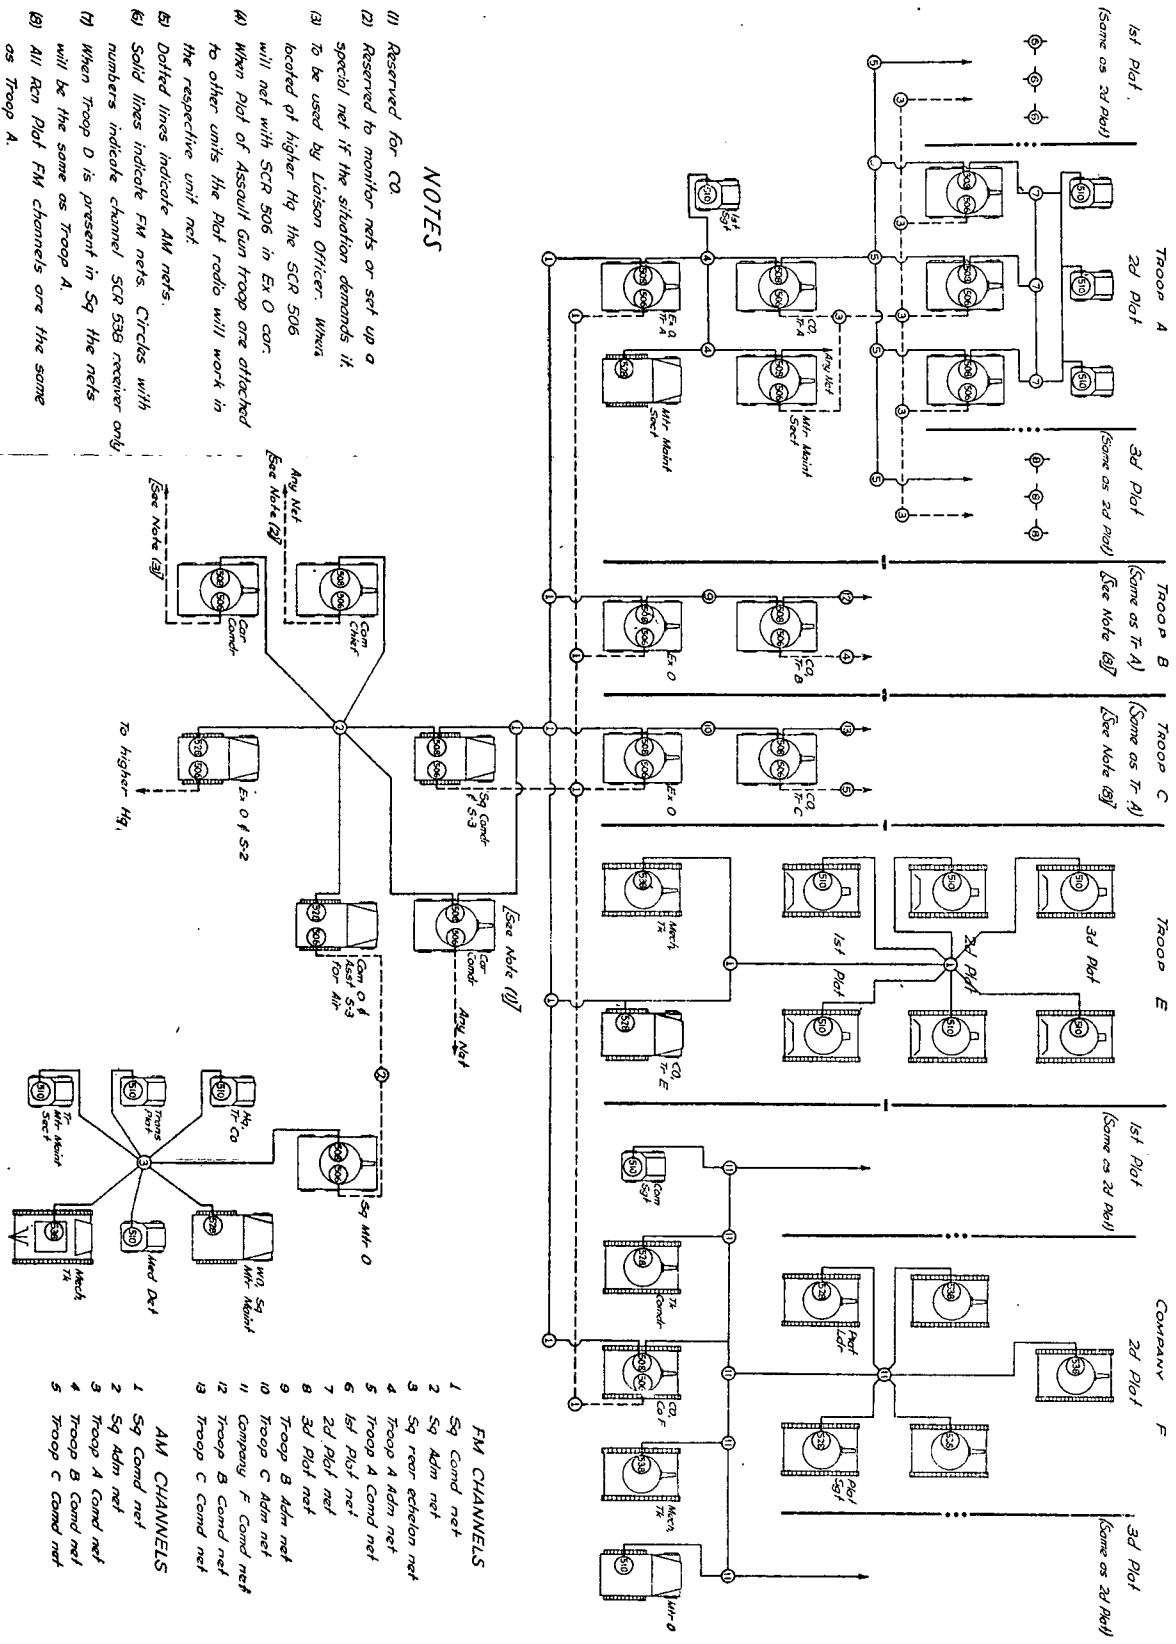 1st Plat.
(Same as 2d Plat)
TROOP A
2d Plat
3d Plat
(Same as 2d Plat)
TROOP B
(Same as Tr A)
[See Note (8)]
TROOP C
(Same as Tr A)
[See Note (8)]
TROOP E
3d Plat
2d Plat
1st Plat
1st Plat
(Same as 2d Plat)
COMPANY F
2d Plat
3d Plat
(Same as 2d Plat)
1st Sgt
Ex O, Tr-A
CO, Tr-A
Any Net
Mtr Maint Sect
Mtr Maint Sect
Ex O
CO, Tr-B
Ex O
CO, Tr-C
Mech, Tk
CO, Tr-E
Com Sgt
Tk Comdr
CO, Co F
Mech, Tk
Mtr O
Plat Ldr
Plat Sgt
Any Net
[See Note (2)]
[See Note (3)]
Com Chief
Car Comdr
Sq Comdr & S-3
Ex O & S-2
To higher Hq.
[See Note (1)]
Car Comdr
Any Net
Com O & Asst S-3 for Air
Sq Mtr O
Hq, Tr Co
Trans Plat
Tr Mtr Maint Sect
WO, Sq Mtr Maint
Med Det
Mech Tk
NOTES
(1) Reserved for CO.
(2) Reserved to monitor nets or set up a
special net if the situation demands it.
(3) To be used by Liaison Officer. When
located at higher Hq the SCR 506
will net with SCR 506 in Ex O car.
(4) When Plat of Assault Gun troop are attached
to other units the Plat radio will work in
the respective unit net.
(5) Dotted lines indicate AM nets.
(6) Solid lines indicate FM nets. Circles with
numbers indicate channel SCR 538 receiver only
(7) When Troop D is present in Sq the nets
will be the same as Troop A.
(8) All Rcn Plat FM channels are the same
as Troop A.
FM CHANNELS
1 Sq Comd net
2 Sq Adm net
3 Sq rear echelon net
4 Troop A Adm net
5 Troop A Comd net
6 1st Plat net
7 2d Plat net
8 3d Plat net
9 Troop B Adm net
10 Troop C Adm net
11 Company F Comd net
12 Troop B Comd net
13 Troop C Comd net
AM CHANNELS
1 Sq Comd net
2 Sq Adm net
3 Troop A Comd net
4 Troop B Comd net
5 Troop C Comd net